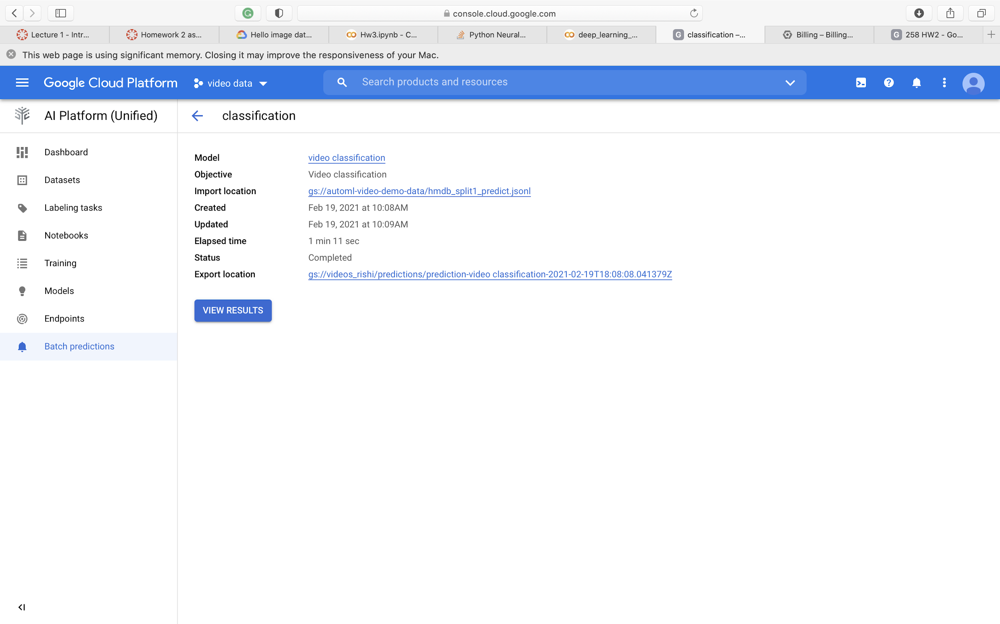 console.cloud.google.com
Lecture 1 - Intr...
Homework 2 as...
Hello image dat...
Hw3.ipynb - C...
Python Neural...
deep_learning_...
classification –...
Billing – Billing...
258 HW2 - Go...
This web page is using significant memory. Closing it may improve the responsiveness of your Mac.
Google Cloud Platform
video data
Search products and resources
AI Platform (Unified)
classification
Dashboard
Datasets
Labeling tasks
Notebooks
Training
Models
Endpoints
Batch predictions
Model video classification
Objective Video classification
Import location gs://automl-video-demo-data/hmdb_split1_predict.jsonl
Created Feb 19, 2021 at 10:08AM
Updated Feb 19, 2021 at 10:09AM
Elapsed time 1 min 11 sec
Status Completed
Export location gs://videos_rishi/predictions/prediction-video classification-2021-02-19T18:08:08.041379Z
VIEW RESULTS